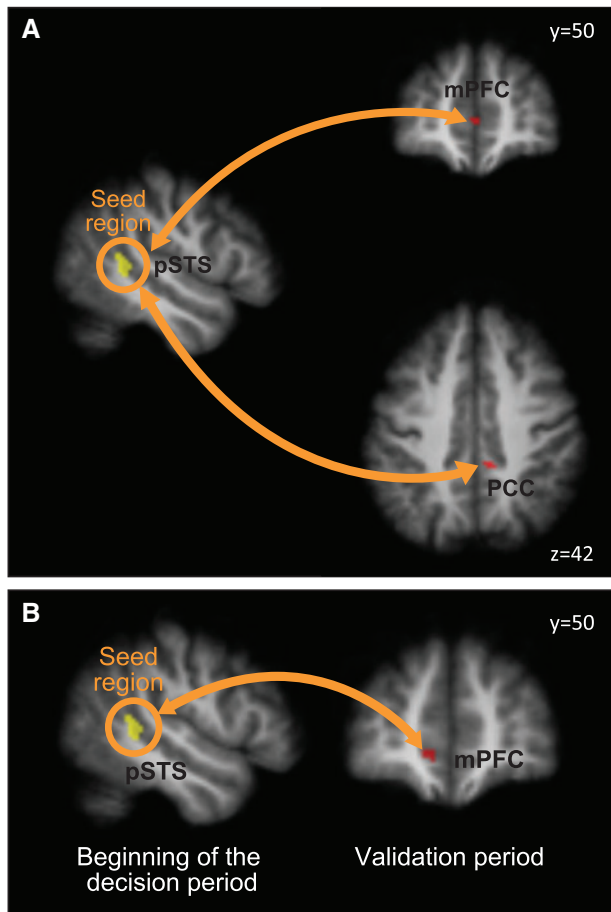 A
y=50
mPFC
Seed
region
pSTS
PCC
z=42
B
y=50
Seed
region
pSTS
mPFC
Beginning of the
decision period
Validation period